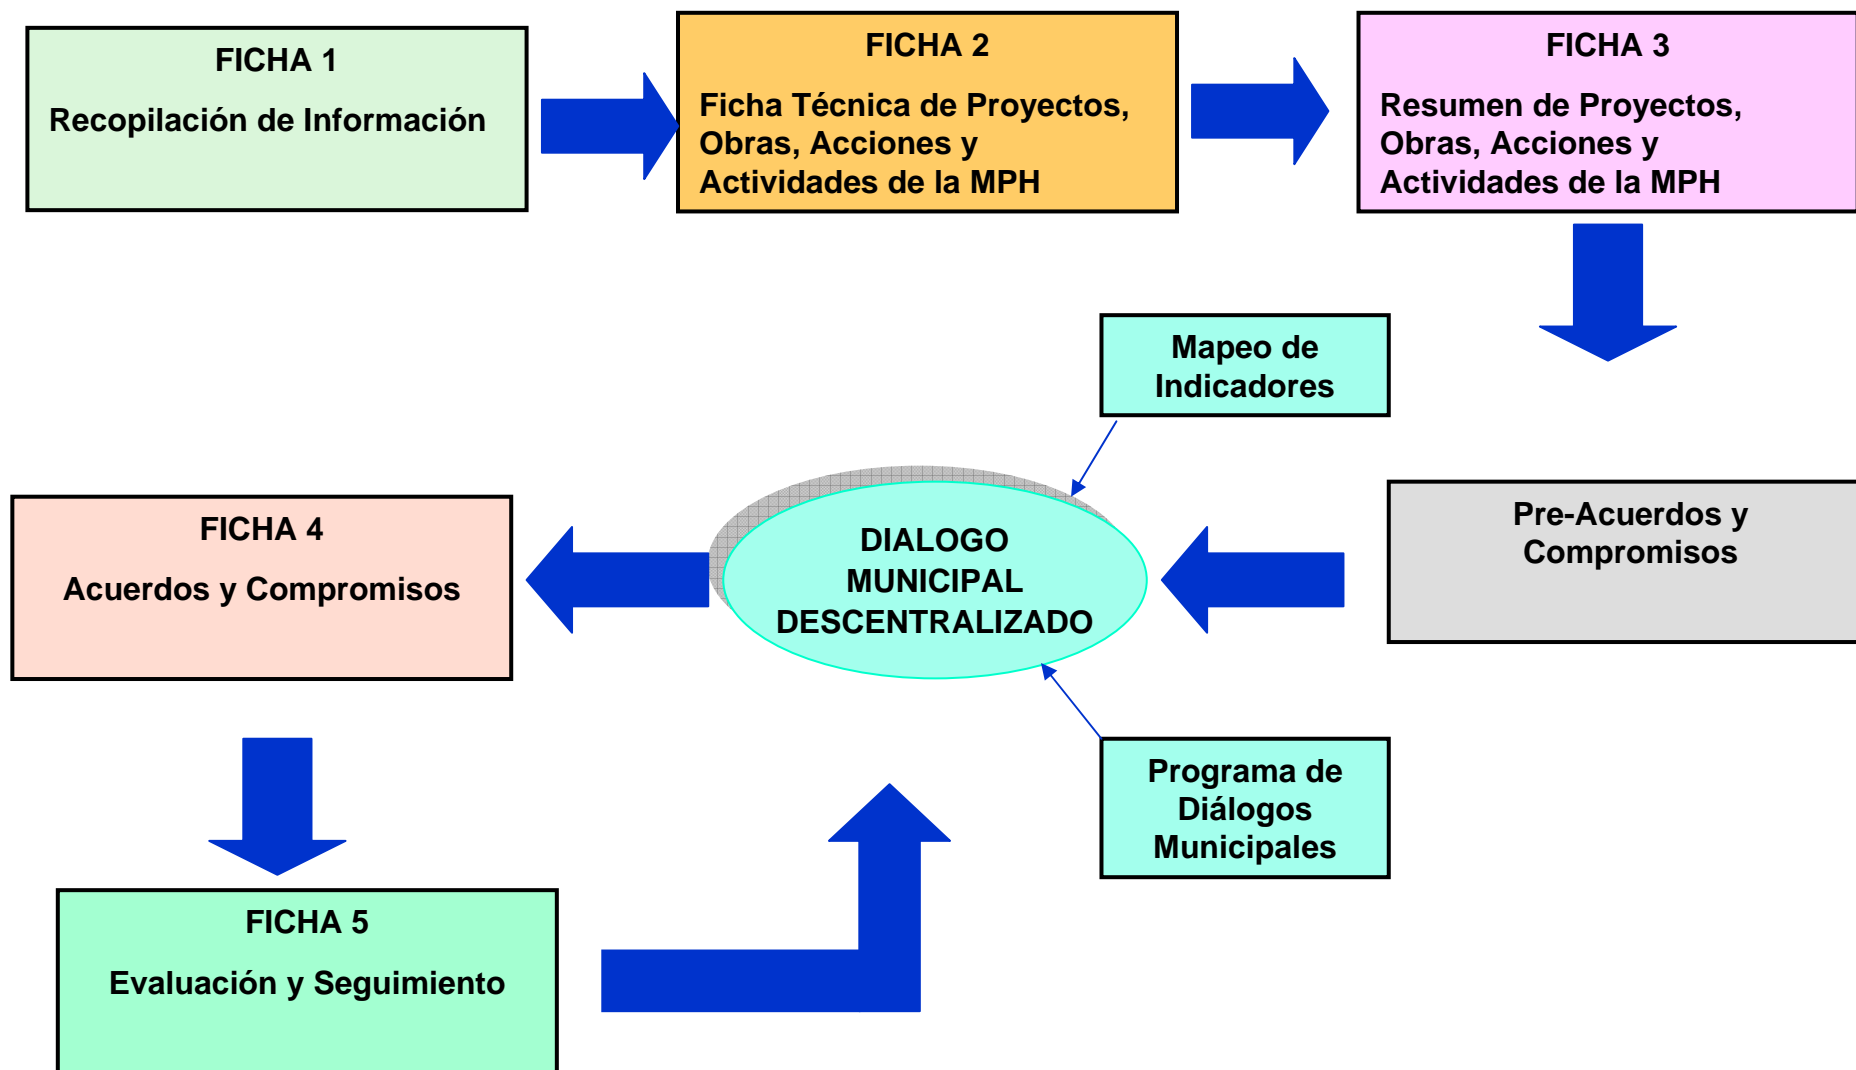 FICHA 1
Recopilación de Información
FICHA 2
Ficha Técnica de Proyectos,
Obras, Acciones y
Actividades de la MPH
FICHA 3
Resumen de Proyectos,
Obras, Acciones y
Actividades de la MPH
Mapeo de
Indicadores
Pre-Acuerdos y
Compromisos
DIALOGO
MUNICIPAL
DESCENTRALIZADO
FICHA 4
Acuerdos y Compromisos
Programa de
Diálogos
Municipales
FICHA 5
Evaluación y Seguimiento